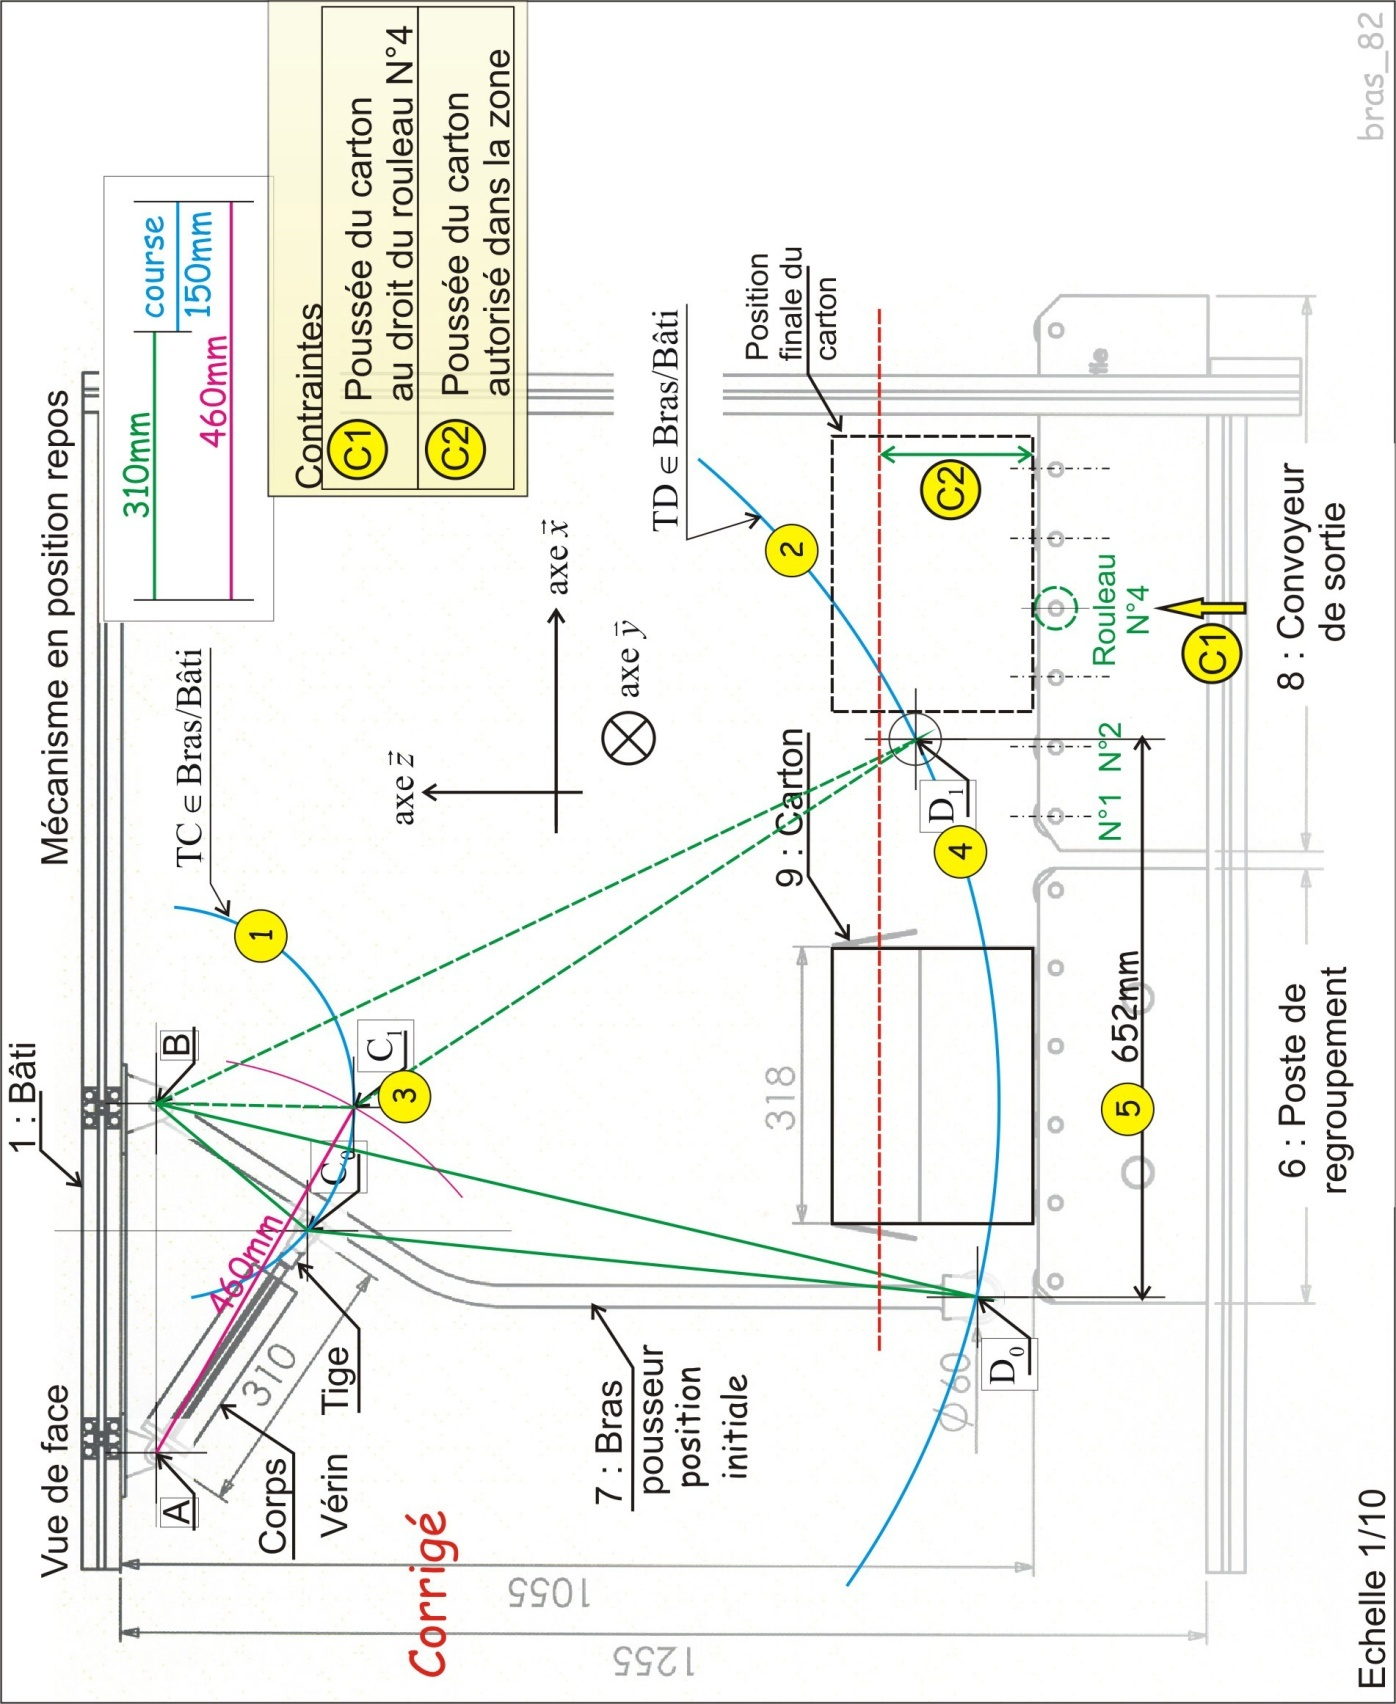 Vue de face
Mécanisme en position repos
1 : Bâti
310mm
course
150mm
460mm
Contraintes
C1 Poussée du carton
au droit du rouleau N°4
C2 Poussée du carton
autorisé dans la zone
TC ∈ Bras/Bâti
1
A
B
C₀
C₁
3
460mm
310
Corps
Tige
Vérin
axe z⃗
axe x⃗
axe y⃗
Corrigé
7 : Bras
pousseur
position
initiale
TD ∈ Bras/Bâti
2
Position
finale du
carton
9 : Carton
318
C2
D₁
4
D₀
Ø 60
N°1 N°2
Rouleau
N°4
C1
5 652mm
6 : Poste de
regroupement
8 : Convoyeur
de sortie
1055
1255
Echelle 1/10
bras_82